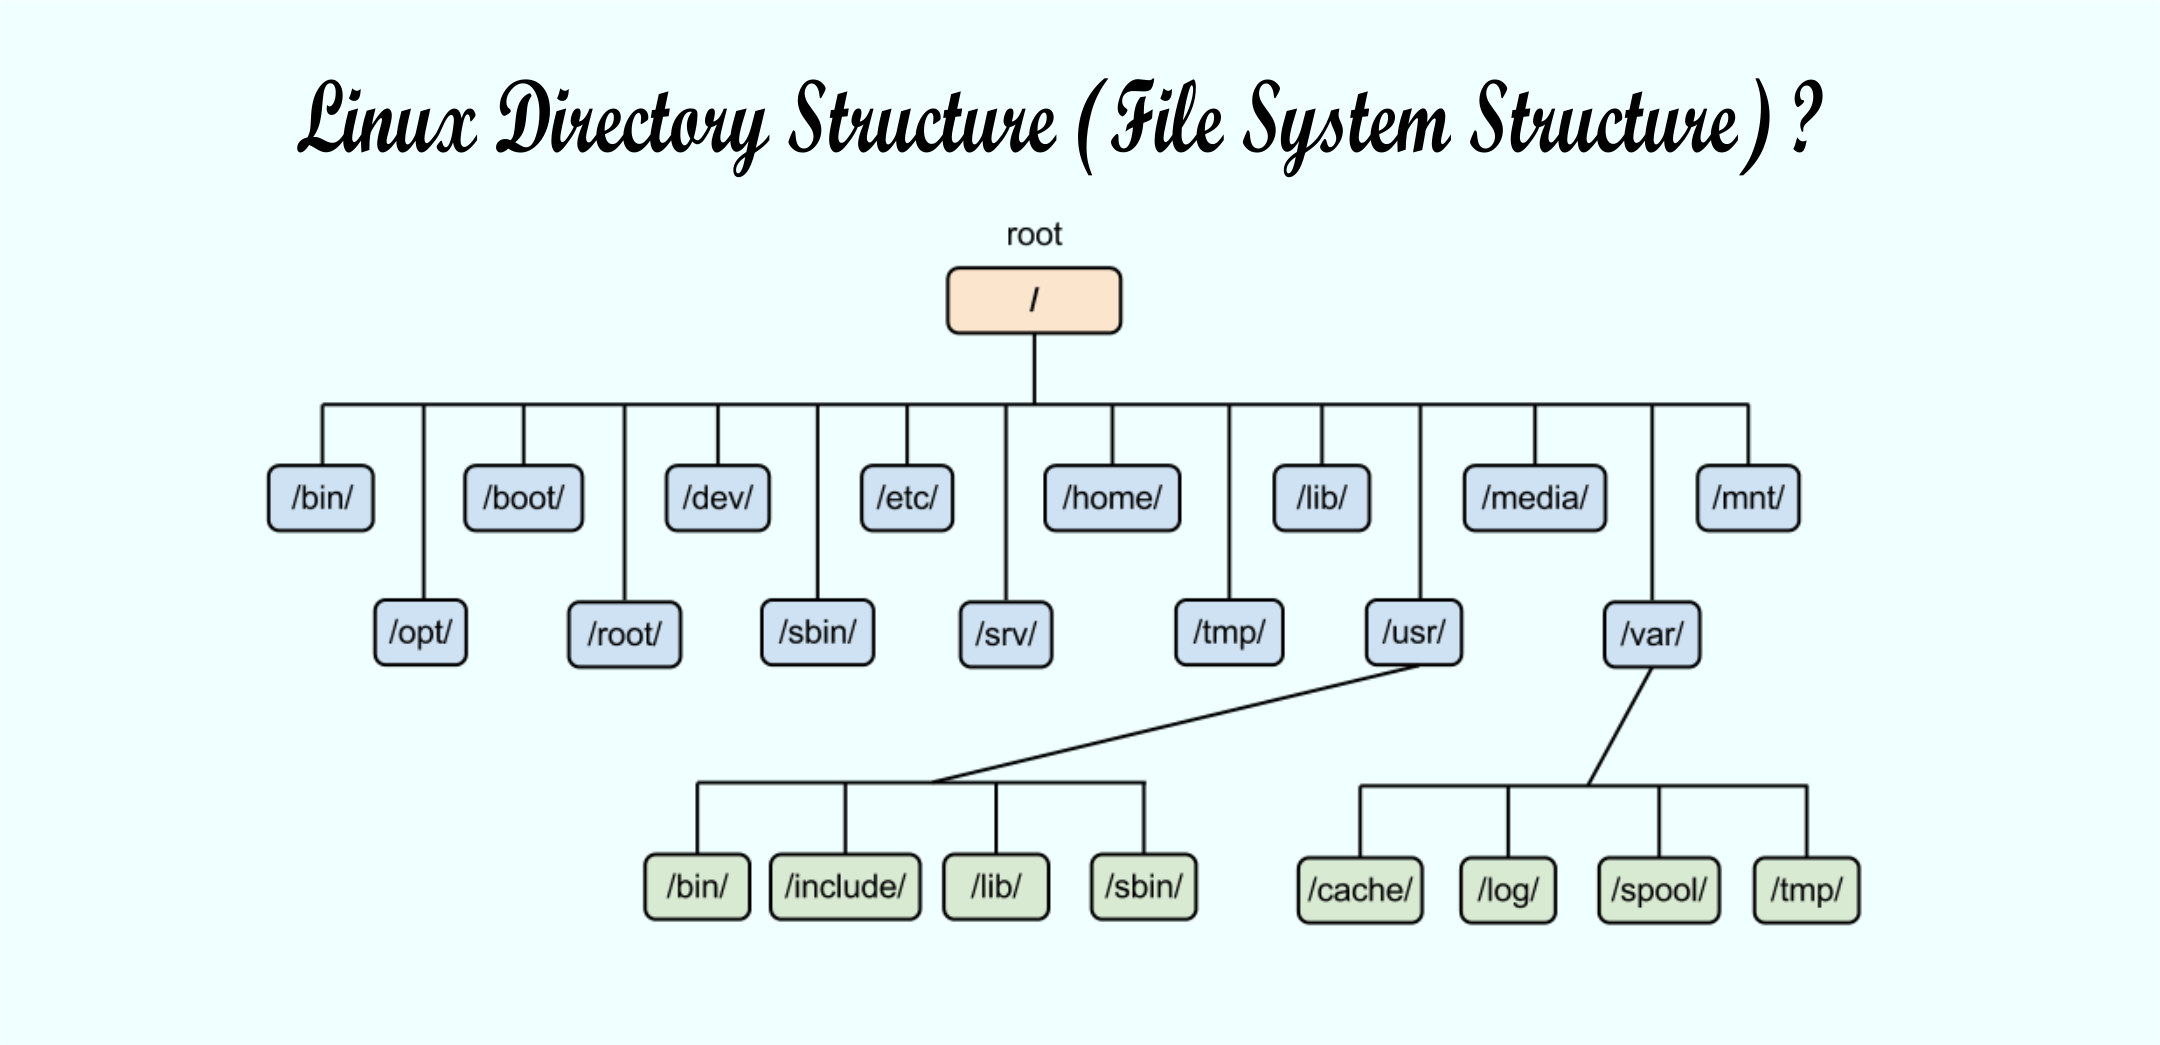 Linux Directory Structure (File System Structure) ?
root
/
/bin/ /boot/ /dev/ /etc/ /home/ /lib/ /media/ /mnt/
/opt/ /root/ /sbin/ /srv/ /tmp/ /usr/ /var/
/bin/ /include/ /lib/ /sbin/ /cache/ /log/ /spool/ /tmp/